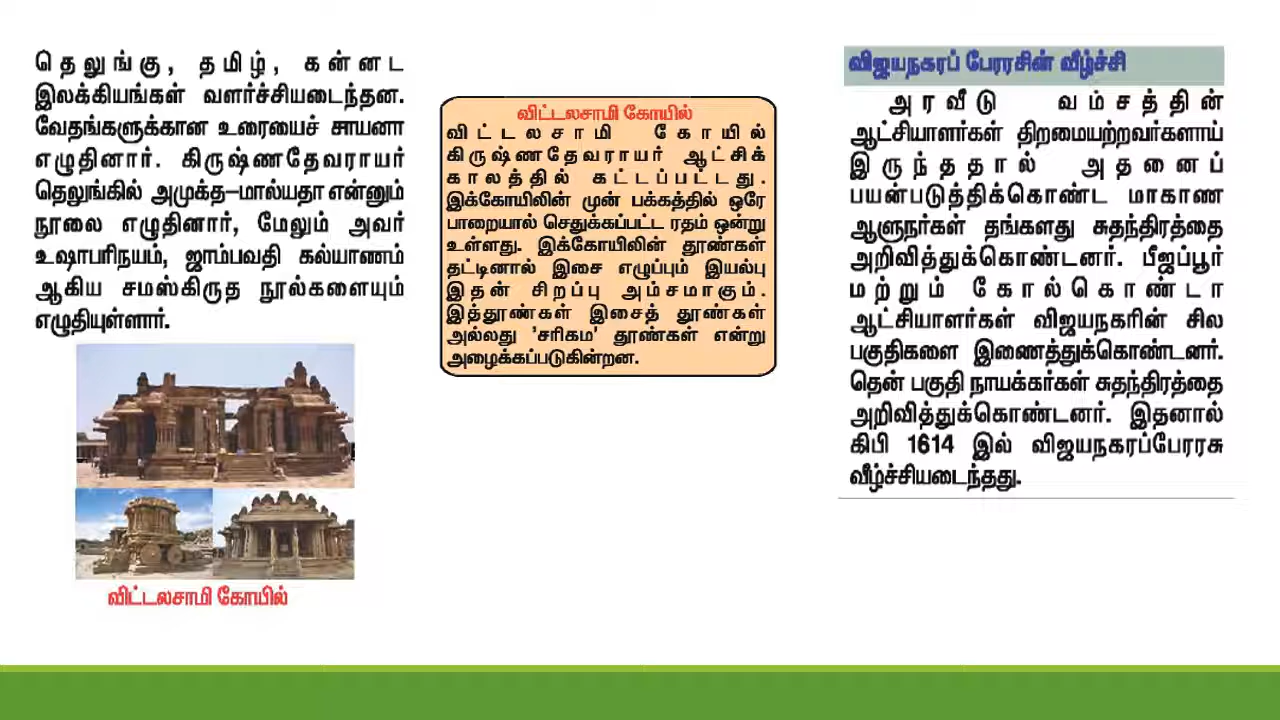 தெலுங்கு, தமிழ், கன்னட
இலக்கியங்கள் வளர்ச்சியடைந்தன.
வேதங்களுக்கான உரையைச் சாயனா
எழுதினார். கிருஷ்ணதேவராயர்
தெலுங்கில் அமுக்த-மால்யதா என்னும்
நூலை எழுதினார், மேலும் அவர்
உஷாபரிநயம், ஜாம்பவதி கல்யாணம்
ஆகிய சமஸ்கிருத நூல்களையும்
எழுதியுள்ளார்.
விட்டலசாமி கோயில்
விட்டலசாமி கோயில்
விட்டலசாமி கோயில்
கிருஷ்ணதேவராயர் ஆட்சிக்
காலத்தில் கட்டப்பட்டது.
இக்கோயிலின் முன் பக்கத்தில் ஒரே
பாறையால் செதுக்கப்பட்ட ரதம் ஒன்று
உள்ளது. இக்கோயிலின் தூண்கள்
தட்டினால் இசை எழுப்பும் இயல்பு
இதன் சிறப்பு அம்சமாகும்.
இத்தூண்கள் இசைத் தூண்கள்
அல்லது 'சரிகம' தூண்கள் என்று
அழைக்கப்படுகின்றன.
விஜயநகரப் பேரரசின் வீழ்ச்சி
அரவீடு வம்சத்தின்
ஆட்சியாளர்கள் திறமையற்றவர்களாய்
இருந்ததால் அதனைப்
பயன்படுத்திக்கொண்ட மாகாண
ஆளுநர்கள் தங்களது சுதந்திரத்தை
அறிவித்துக்கொண்டனர். பீஜப்பூர்
மற்றும் கோல்கொண்டா
ஆட்சியாளர்கள் விஜயநகரின் சில
பகுதிகளை இணைத்துக்கொண்டனர்.
தென் பகுதி நாயக்கர்கள் சுதந்திரத்தை
அறிவித்துக்கொண்டனர். இதனால்
கிபி 1614 இல் விஜயநகரப்பேரரசு
வீழ்ச்சியடைந்தது.